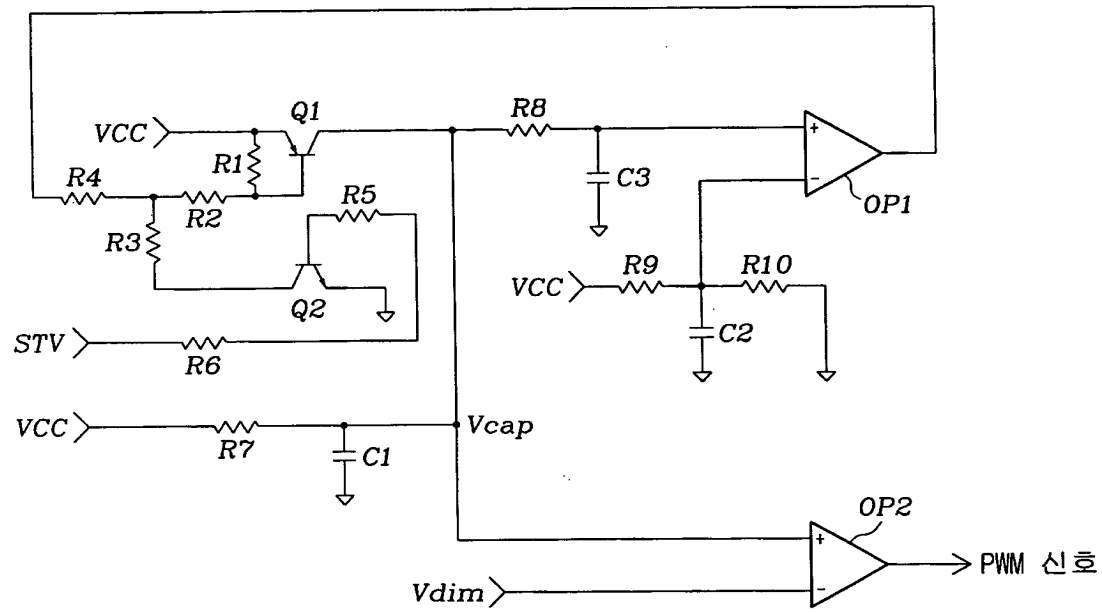 Q1
VCC
R8
R1
R4
R2
R5
C3
OP1
R3
Q2
VCC
R9
R10
STV
R6
C2
VCC
R7
C1
Vcap
OP2
PWM 신호
Vdim
+
-
+
-